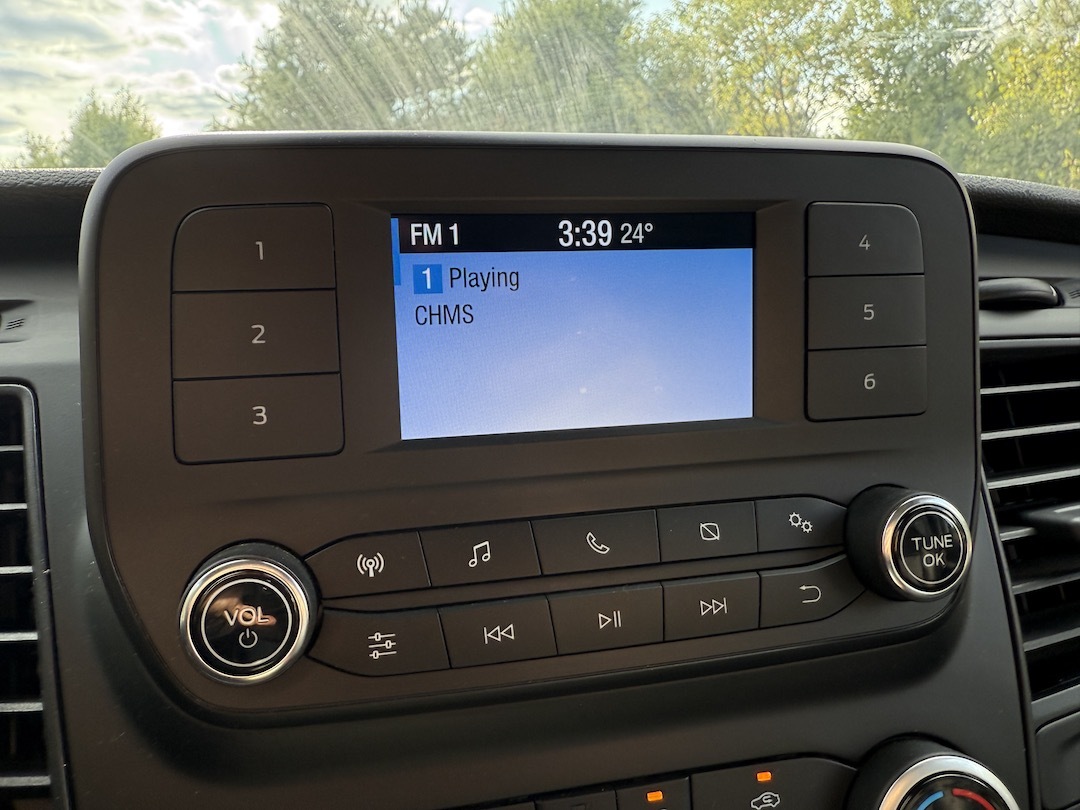 FM 1 3:39 24°
1 Playing
CHMS
1
2
3
4
5
6
VOL
TUNE
OK